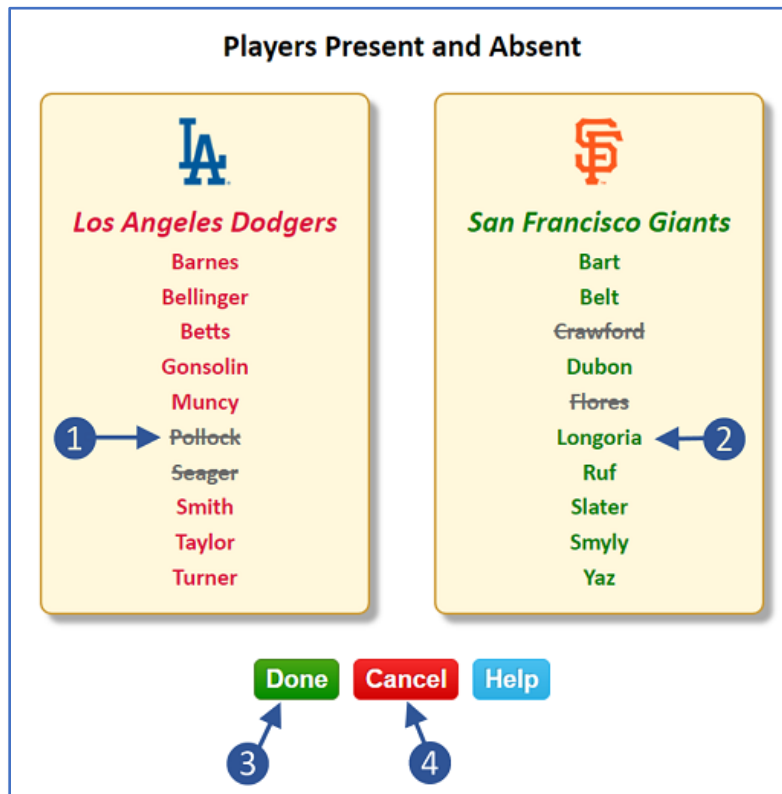 Players Present and Absent
LA
Los Angeles Dodgers
Barnes
Bellinger
Betts
Gonsolin
Muncy
1
Pollock
Seager
Smith
Taylor
Turner
SF
San Francisco Giants
Bart
Belt
Crawford
Dubon
Flores
Longoria
2
Ruf
Slater
Smyly
Yaz
Done Cancel Help
3 4